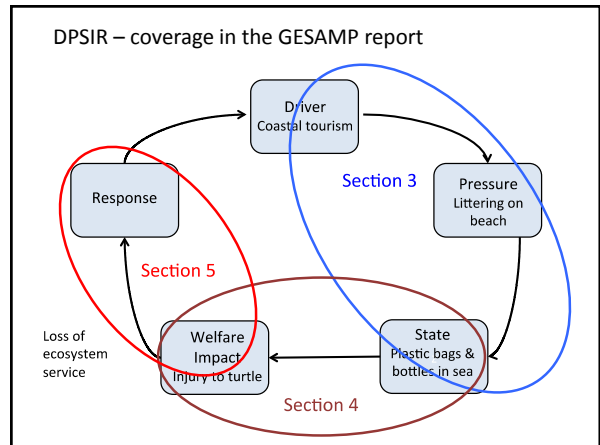 DPSIR – coverage in the GESAMP report
Driver
Coastal tourism
Section 3
Pressure
Littering on
beach
Response
Section 5
Loss of
ecosystem
service
Welfare
Impact
Injury to turtle
State
Plastic bags &
bottles in sea
Section 4